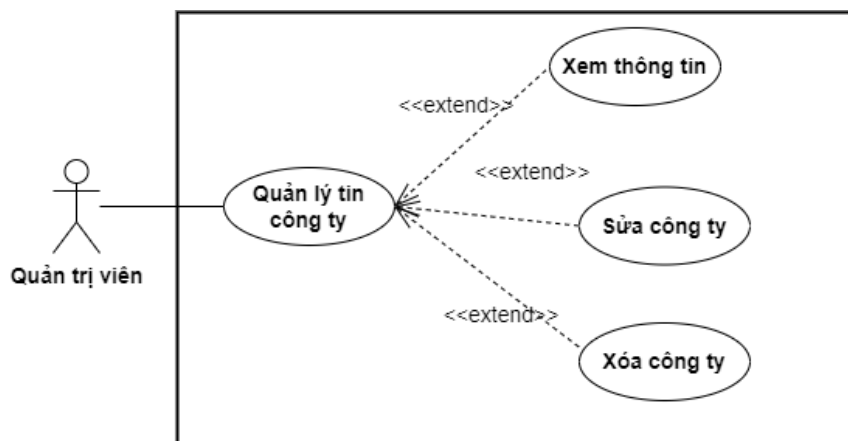 Xem thông tin
<<extend>>
<<extend>>
Quản lý tin
công ty
Sửa công ty
Quản trị viên
<<extend>>
Xóa công ty